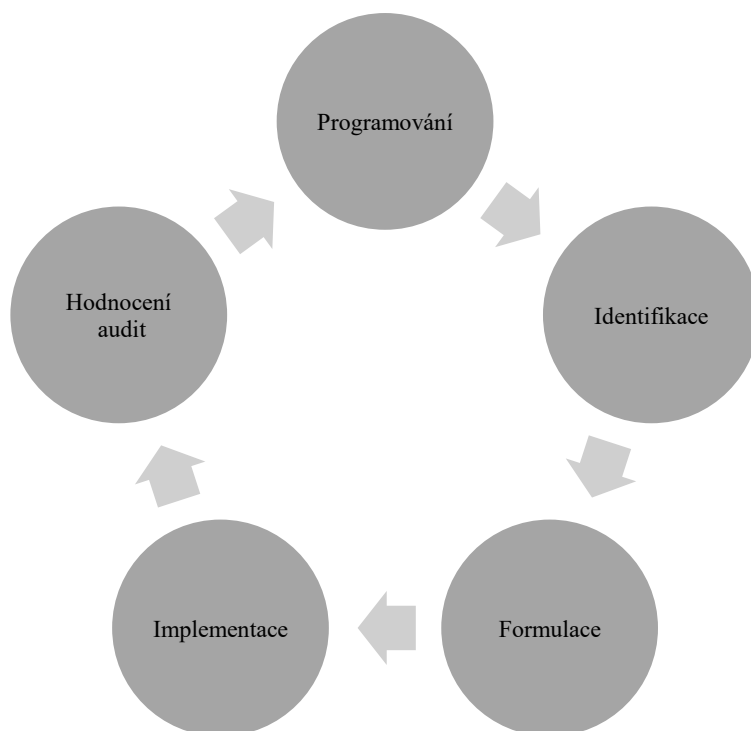 Programování
Identifikace
Formulace
Implementace
Hodnocení
audit